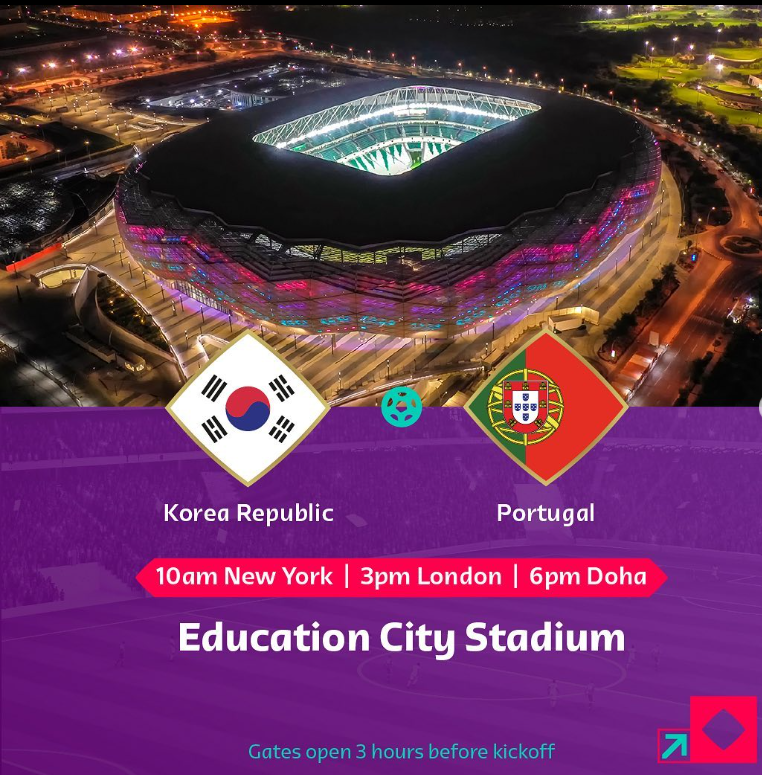 Korea Republic
Portugal
10am New York | 3pm London | 6pm Doha
Education City Stadium
Gates open 3 hours before kickoff